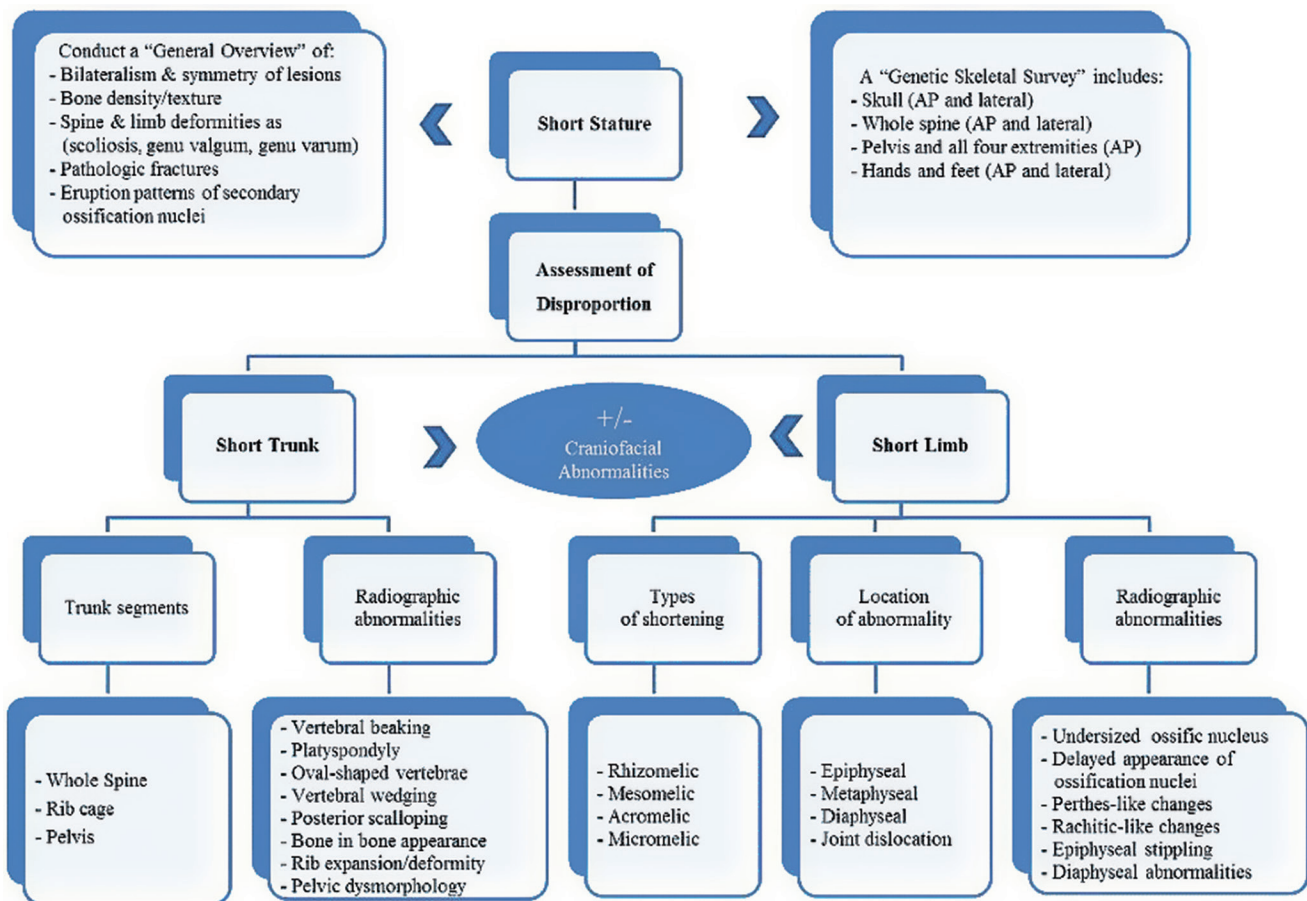 Conduct a “General Overview” of:
- Bilateralism & symmetry of lesions
- Bone density/texture
- Spine & limb deformities as
(scoliosis, genu valgum, genu varum)
- Pathologic fractures
- Eruption patterns of secondary
ossification nuclei
Short Stature
A “Genetic Skeletal Survey” includes:
- Skull (AP and lateral)
- Whole spine (AP and lateral)
- Pelvis and all four extremities (AP)
- Hands and feet (AP and lateral)
Assessment of
Disproportion
Short Trunk
+/-
Craniofacial
Abnormalities
Short Limb
Trunk segments
Radiographic
abnormalities
Types
of shortening
Location
of abnormality
Radiographic
abnormalities
- Whole Spine
- Rib cage
- Pelvis
- Vertebral beaking
- Platyspondyly
- Oval-shaped vertebrae
- Vertebral wedging
- Posterior scalloping
- Bone in bone appearance
- Rib expansion/deformity
- Pelvic dysmorphology
- Rhizomelic
- Mesomelic
- Acromelic
- Micromelic
- Epiphyseal
- Metaphyseal
- Diaphyseal
- Joint dislocation
- Undersized ossific nucleus
- Delayed appearance of
ossification nuclei
- Perthes-like changes
- Rachitic-like changes
- Epiphyseal stippling
- Diaphyseal abnormalities